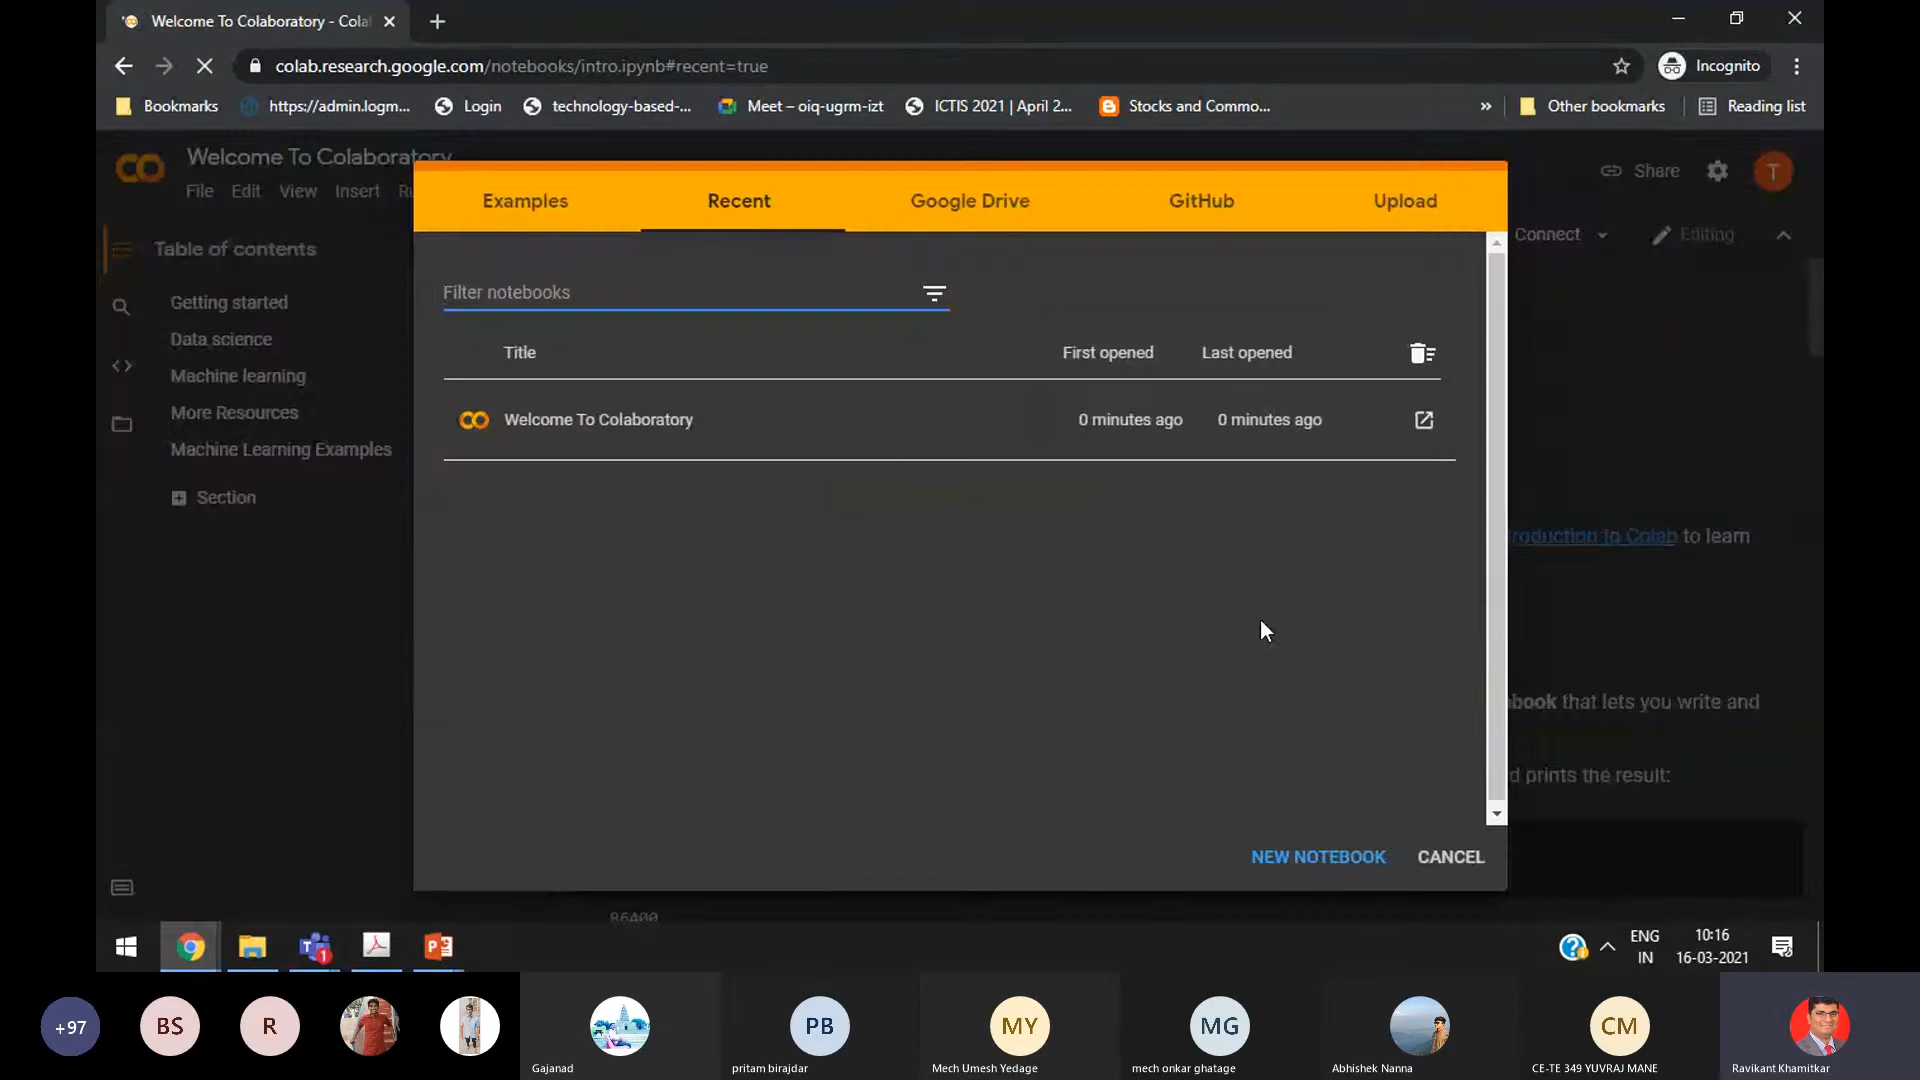 Welcome To Colaboratory - Cola
colab.research.google.com/notebooks/intro.ipynb#recent=true
Incognito
Bookmarks
https://admin.logm...
Login
technology-based-...
Meet – oiq-ugrm-izt
ICTIS 2021 | April 2...
Stocks and Commo...
»
Other bookmarks
Reading list
Welcome To Colaboratory
File Edit View Insert Ru
Share
T
Examples
Recent
Google Drive
GitHub
Upload
Connect
Editing
Table of contents
Getting started
Data science
Machine learning
More Resources
Machine Learning Examples
Section
Filter notebooks
Title
First opened
Last opened
Welcome To Colaboratory
0 minutes ago
0 minutes ago
roduction to Colab to learn
book that lets you write and
d prints the result:
NEW NOTEBOOK
CANCEL
86400
1
ENG
IN
10:16
16-03-2021
+97
BS
R
Gajanad
PB
pritam birajdar
MY
Mech Umesh Yedage
MG
mech onkar ghatage
Abhishek Nanna
CM
CE-TE 349 YUVRAJ MANE
Ravikant Khamitkar